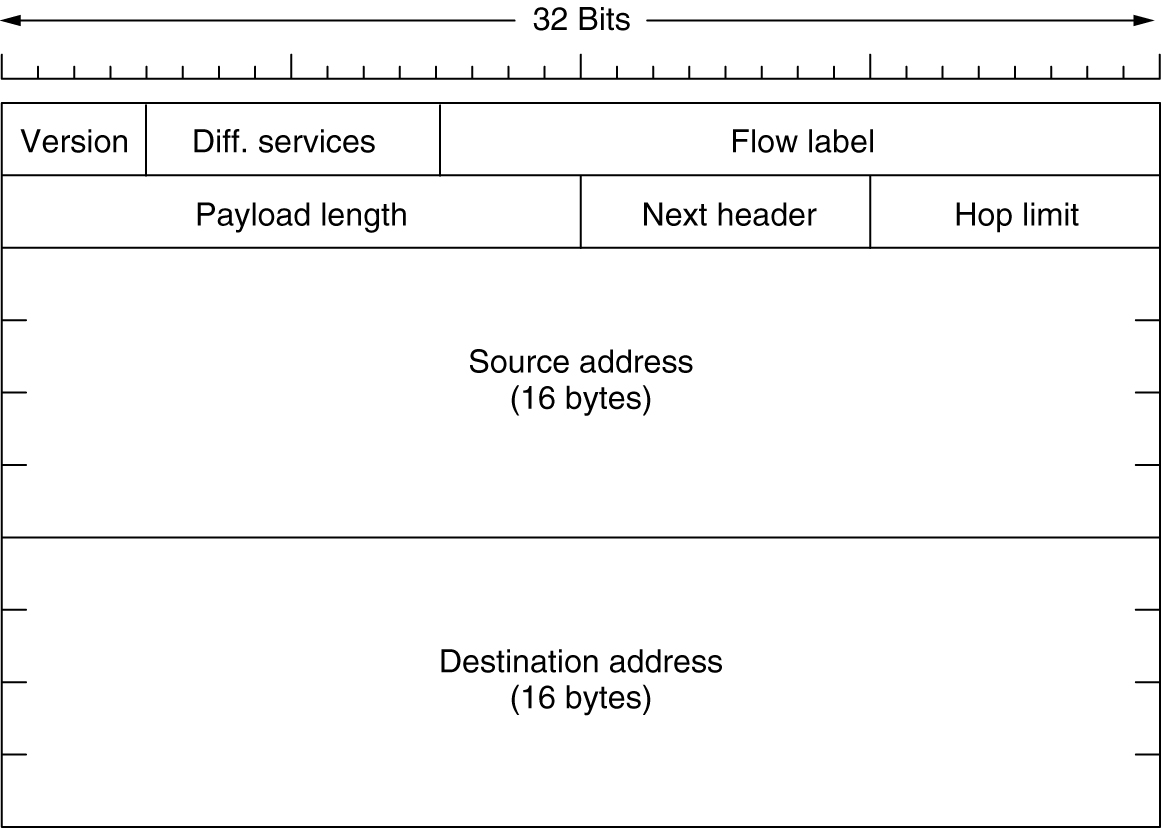 32 Bits
Version
Diff. services
Flow label
Payload length
Next header
Hop limit
Source address
(16 bytes)
Destination address
(16 bytes)